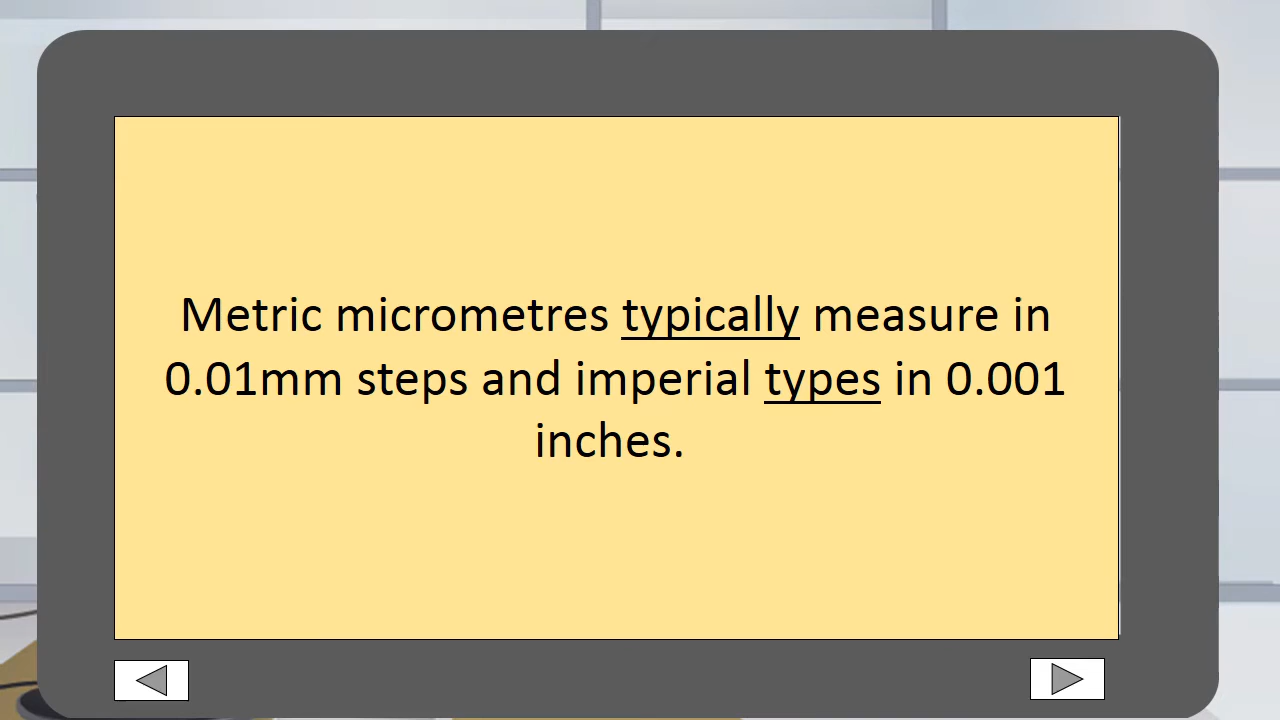 Metric micrometres typically measure in
0.01mm steps and imperial types in 0.001
inches.